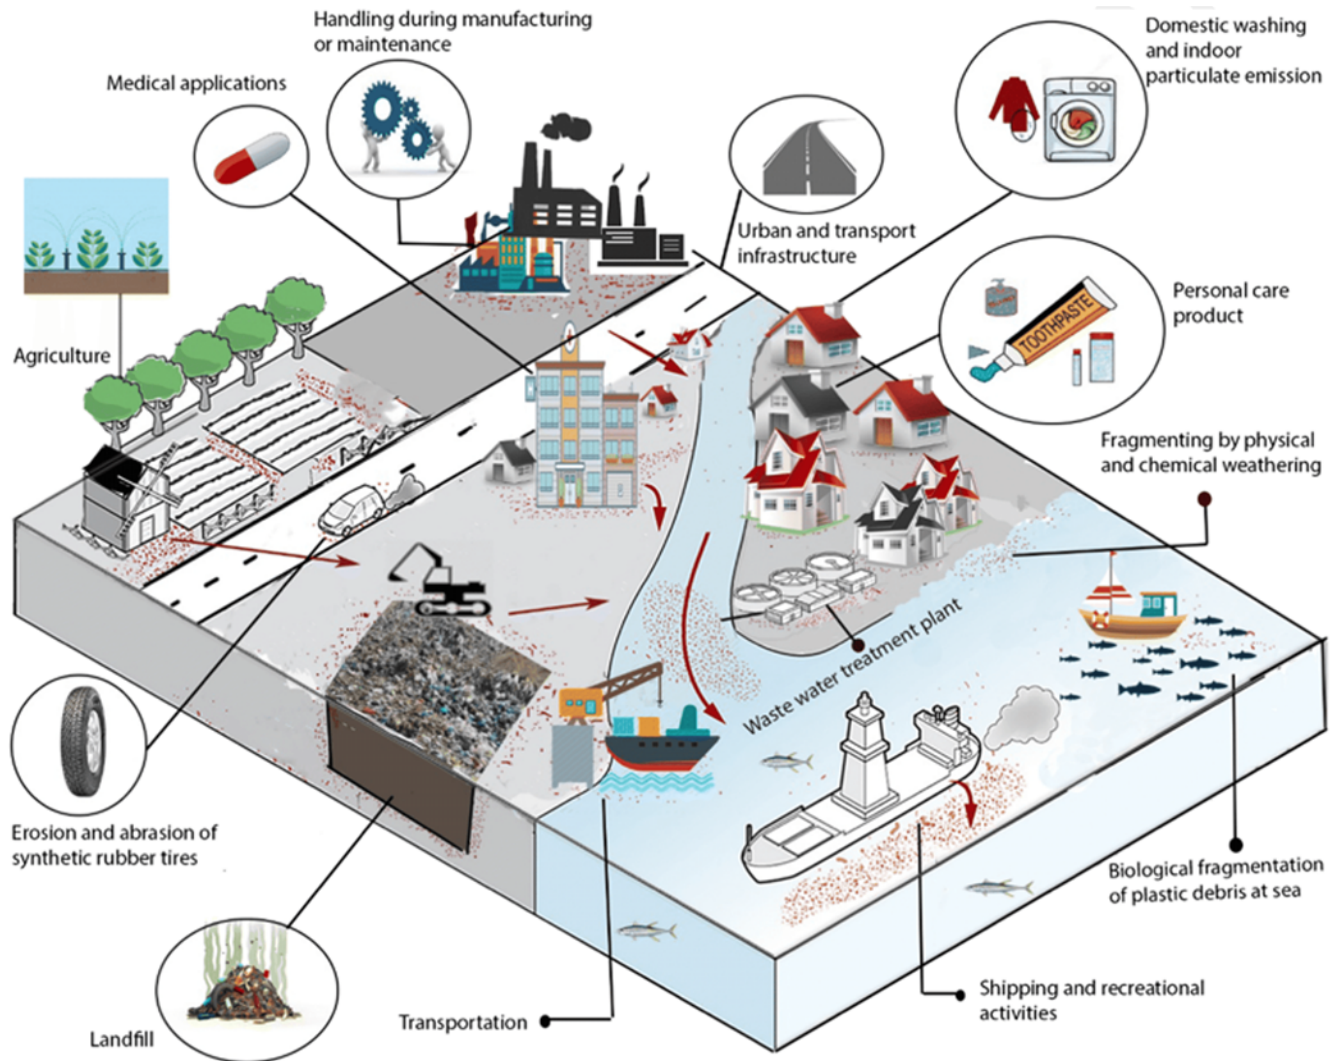 Handling during manufacturing
or maintenance
Medical applications
Domestic washing
and indoor
particulate emission
Urban and transport
infrastructure
Personal care
product
TOOTHPASTE
Agriculture
Fragmenting by physical
and chemical weathering
Waste water treatment plant
Erosion and abrasion of
synthetic rubber tires
Biological fragmentation
of plastic debris at sea
Shipping and recreational
activities
Transportation
Landfill